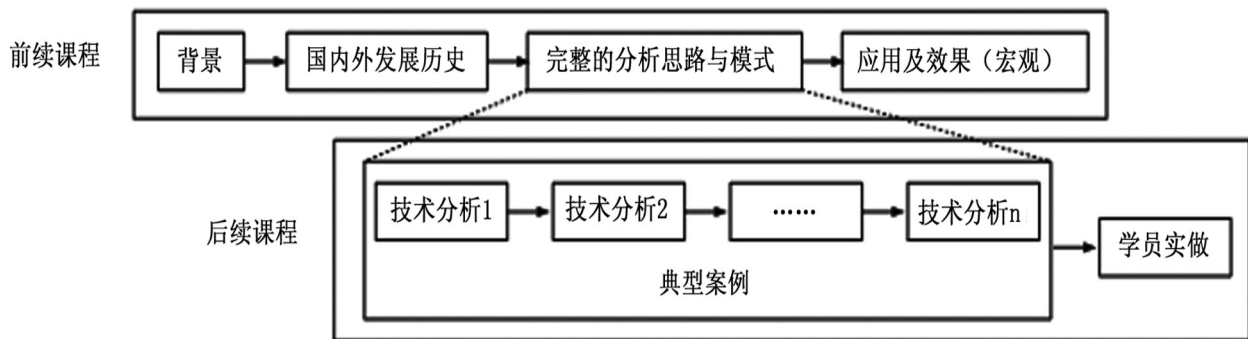 前续课程
背景
国内外发展历史
完整的分析思路与模式
应用及效果（宏观）
后续课程
技术分析1
技术分析2
……
技术分析n
典型案例
学员实做